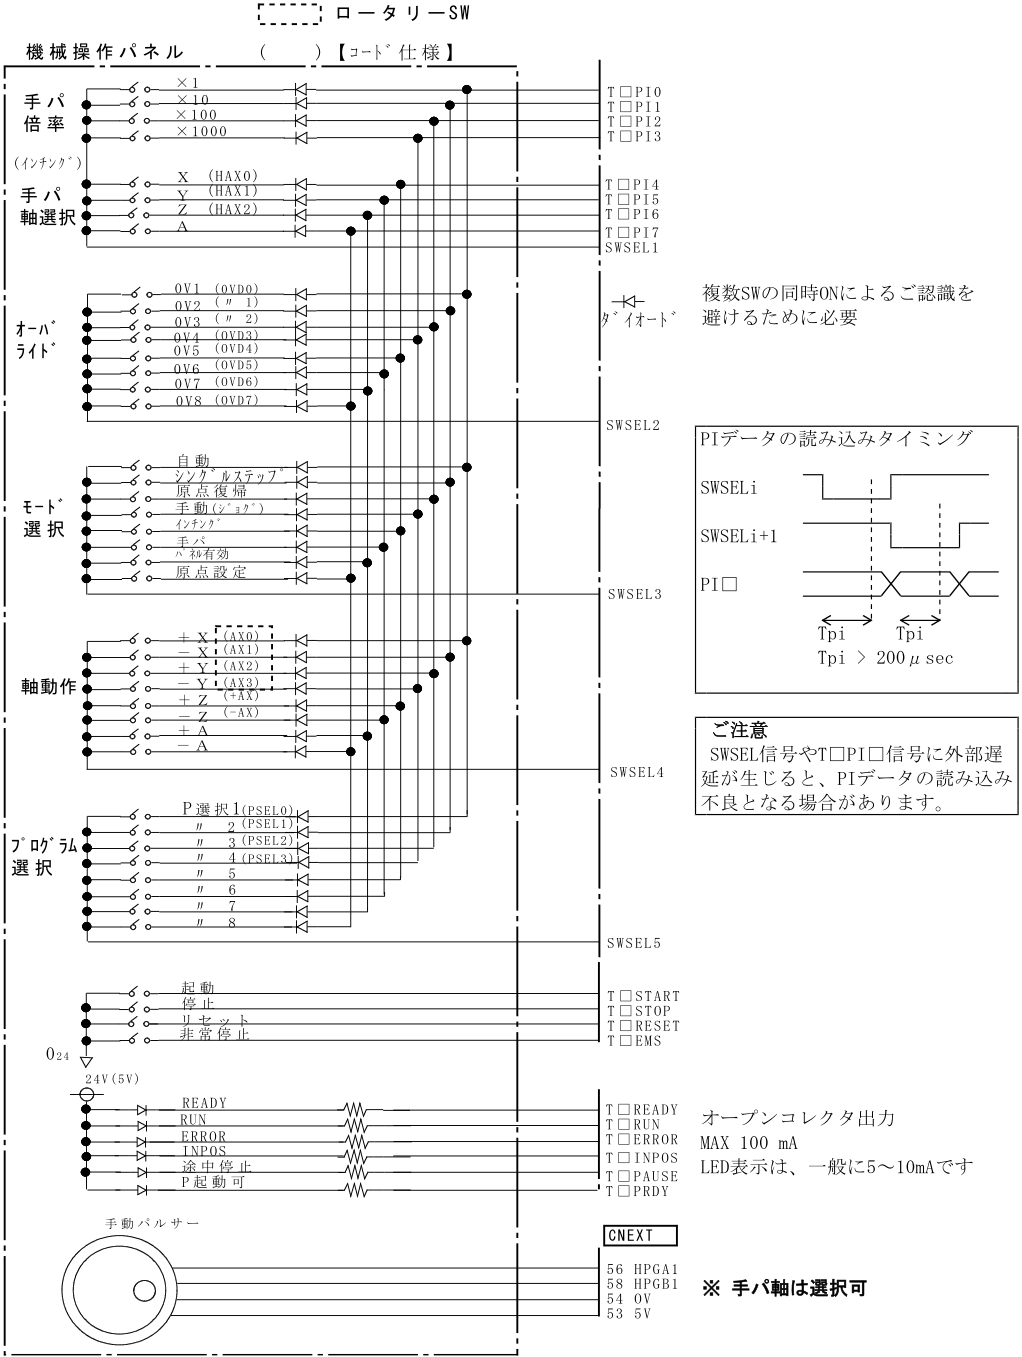 ロータリーSW
機械操作パネル ( )【コード仕様】
手パ
倍率
×1
×10
×100
×1000
T□PI0
T□PI1
T□PI2
T□PI3
(インチング)
手パ
軸選択
X (HAX0)
Y (HAX1)
Z (HAX2)
A
T□PI4
T□PI5
T□PI6
T□PI7
SWSEL1
オーバ
ライド
OV1 (OVD0)
OV2 (〃 1)
OV3 (〃 2)
OV4 (OVD3)
OV5 (OVD4)
OV6 (OVD5)
OV7 (OVD6)
OV8 (OVD7)
SWSEL2
ダイオード
複数SWの同時ONによるご認識を
避けるために必要
モード
選択
自動
シングルステップ
原点復帰
手動(ジョグ)
インチング
手パ
パネル有効
原点設定
SWSEL3
PIデータの読み込みタイミング
SWSELi
SWSELi+1
PI□
Tpi Tpi
Tpi > 200μsec
軸動作
+X (AX0)
-X (AX1)
+Y (AX2)
-Y (AX3)
+Z (+AX)
-Z (-AX)
+A
-A
SWSEL4
ご注意
SWSEL信号やT□PI□信号に外部遅
延が生じると、PIデータの読み込み
不良となる場合があります。
プログラム
選択
P選択1(PSEL0)
〃 2(PSEL1)
〃 3(PSEL2)
〃 4(PSEL3)
〃 5
〃 6
〃 7
〃 8
SWSEL5
起動
停止
リセット
非常停止
T□START
T□STOP
T□RESET
T□EMS
O24
24V(5V)
READY
RUN
ERROR
INPOS
途中停止
P起動可
T□READY
T□RUN
T□ERROR
T□INPOS
T□PAUSE
T□PRDY
オープンコレクタ出力
MAX 100 mA
LED表示は、一般に5～10mAです
手動パルサー
CNEXT
56 HPGA1
58 HPGB1
54 0V
53 5V
※ 手パ軸は選択可